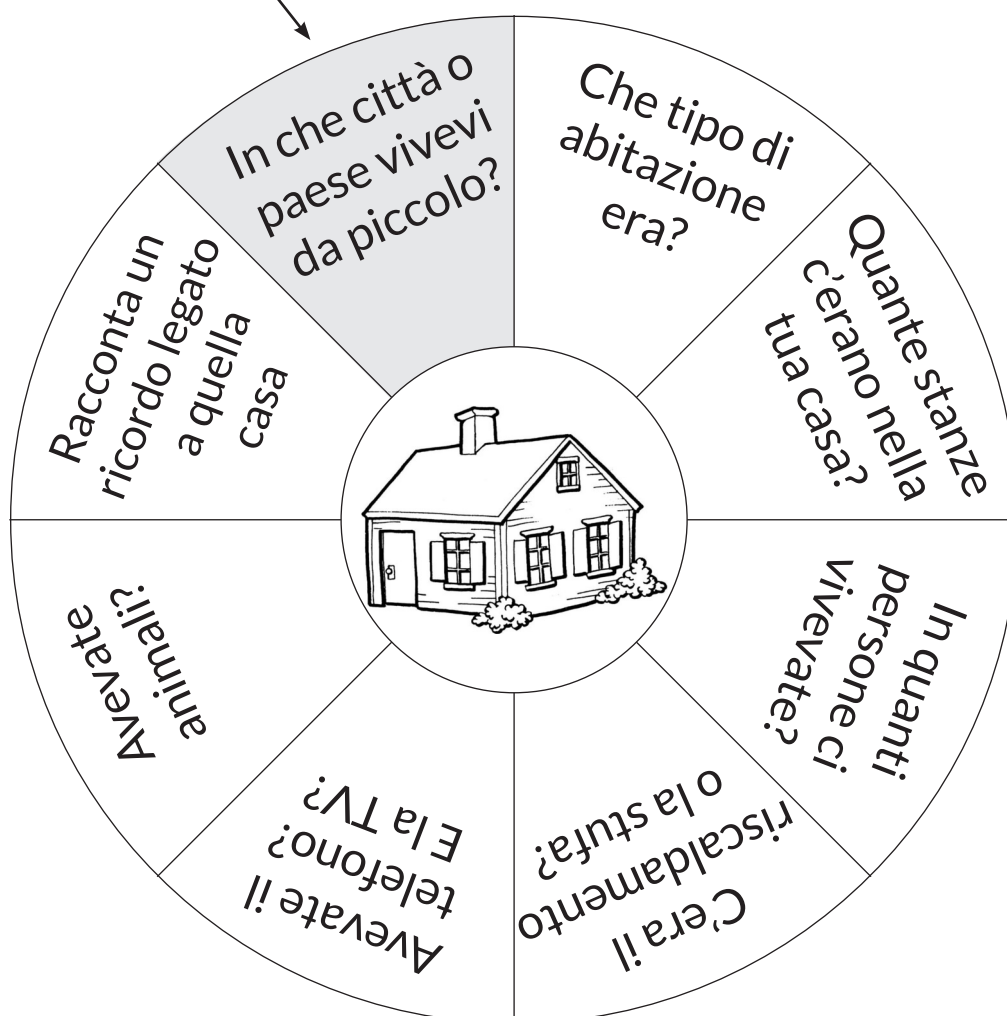 In che città o
paese vivevi
da piccolo?
Che tipo di
abitazione
era?
Quante stanze
c'erano nella
tua casa?
In quanti
persone ci
vivevate?
C'era il
riscaldamento
o la stufa?
Avevate il
telefono?
E la TV?
Avevate
animali?
Racconta un
ricordo legato
a quella
casa